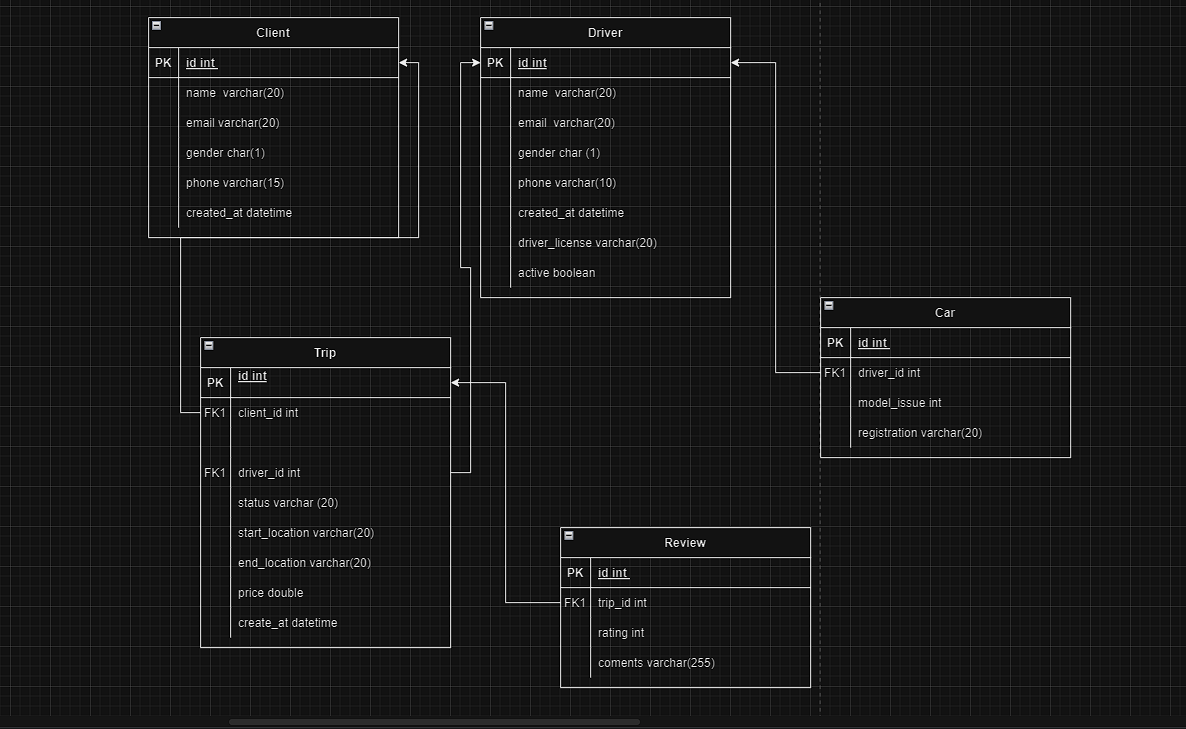 Client
PK id int
name varchar(20)
email varchar(20)
gender char(1)
phone varchar(15)
created_at datetime
Driver
PK id int
name varchar(20)
email varchar(20)
gender char (1)
phone varchar(10)
created_at datetime
driver_license varchar(20)
active boolean
Car
PK id int
FK1 driver_id int
model_issue int
registration varchar(20)
Trip
PK id int
FK1 client_id int
FK1 driver_id int
status varchar (20)
start_location varchar(20)
end_location varchar(20)
price double
create_at datetime
Review
PK id int
FK1 trip_id int
rating int
coments varchar(255)